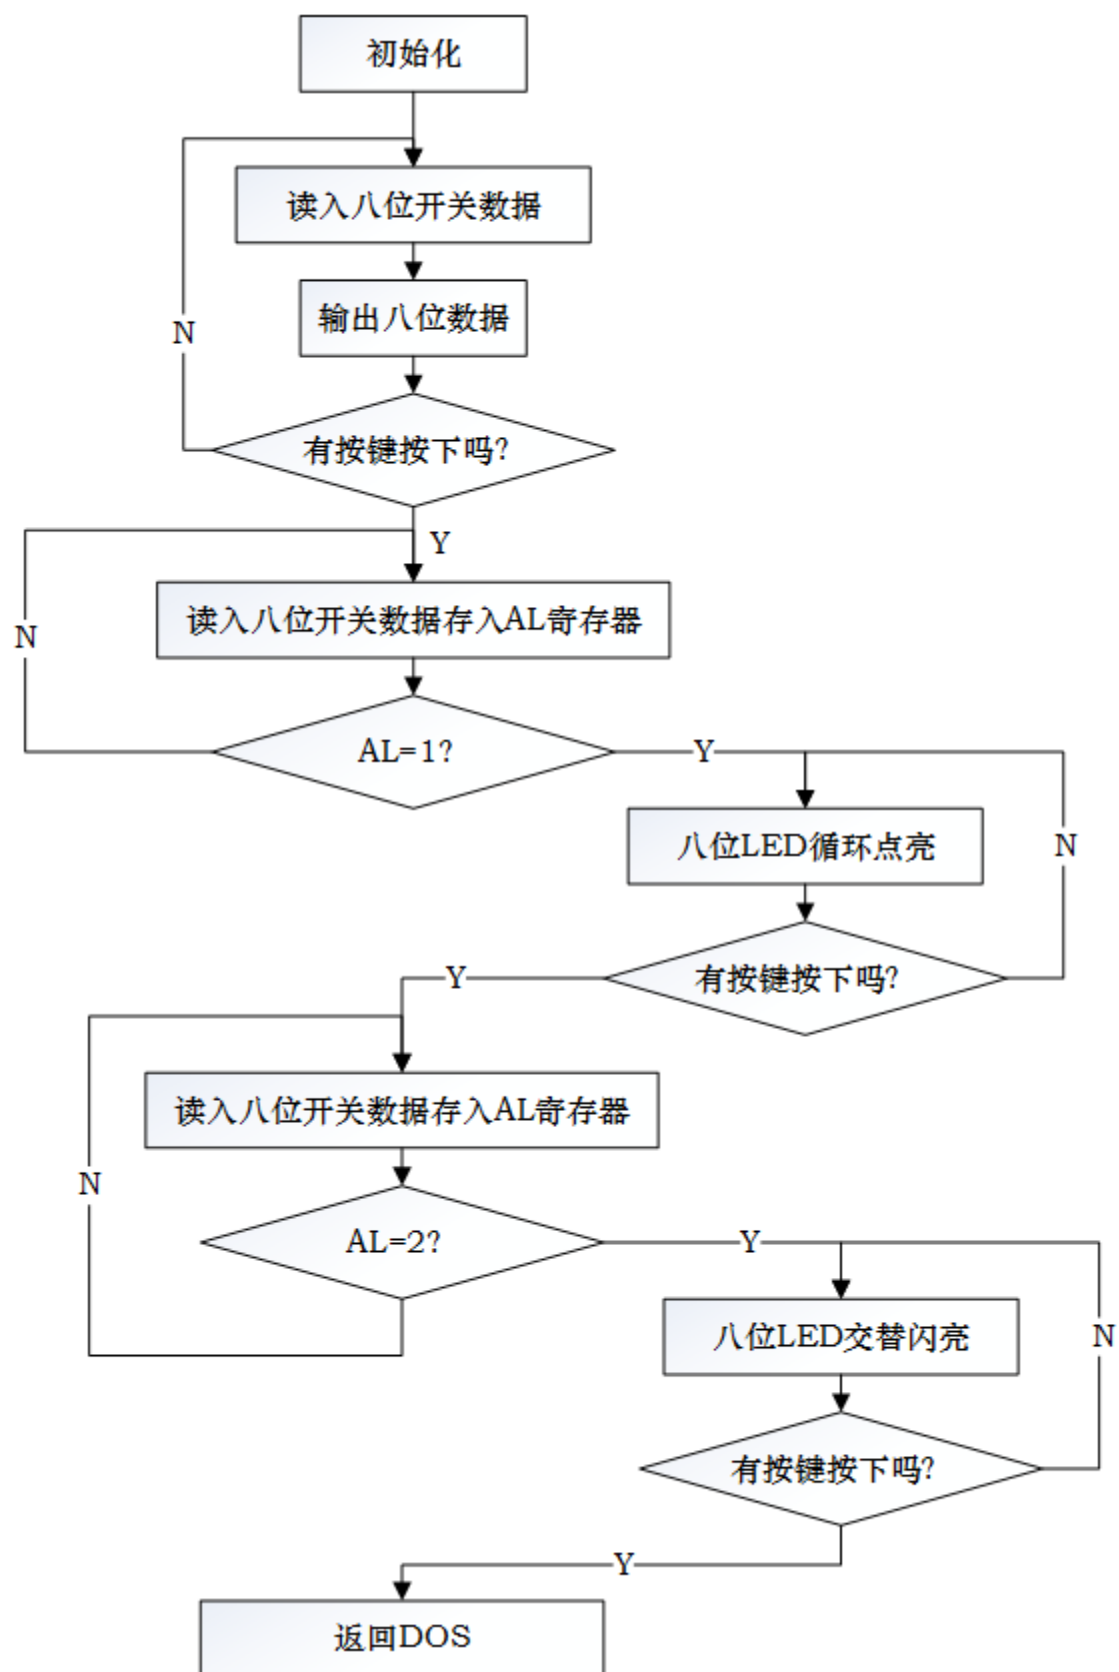 初始化
读入八位开关数据
输出八位数据
N
有按键按下吗?
Y
读入八位开关数据存入AL寄存器
N
AL=1?
Y
八位LED循环点亮
N
有按键按下吗?
Y
读入八位开关数据存入AL寄存器
N
AL=2?
Y
八位LED交替闪亮
N
有按键按下吗?
Y
返回DOS